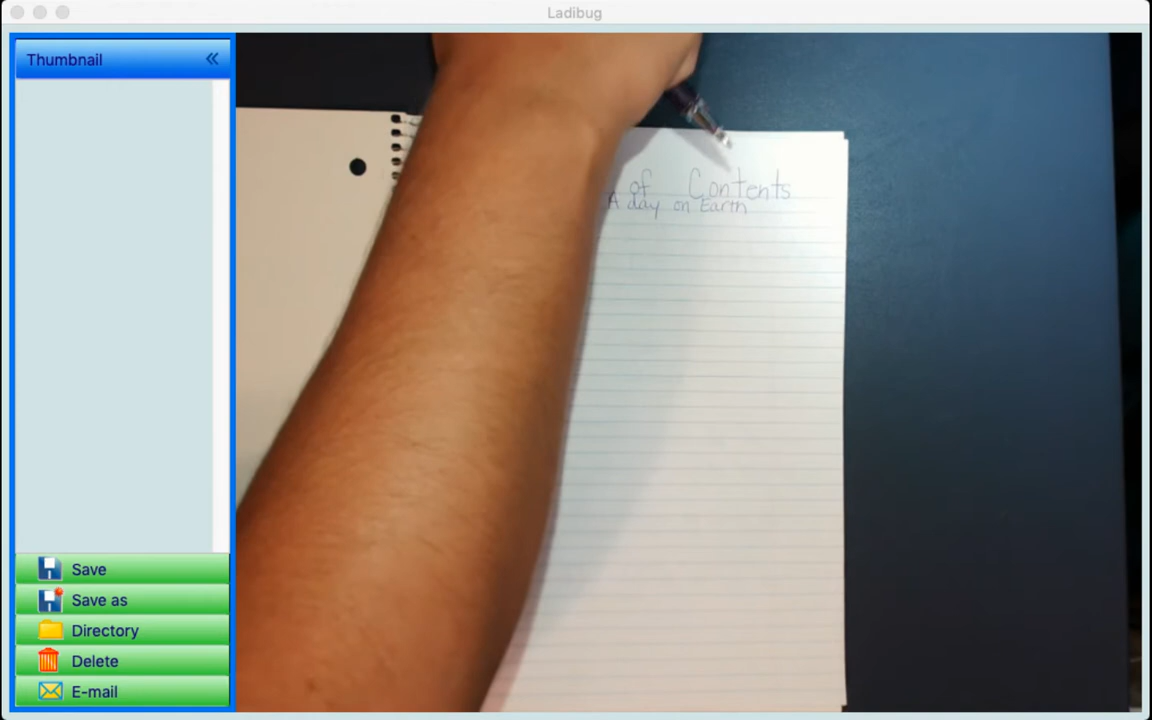 Ladibug
Thumbnail
of Contents
A day on Earth
Save
Save as
Directory
Delete
E-mail